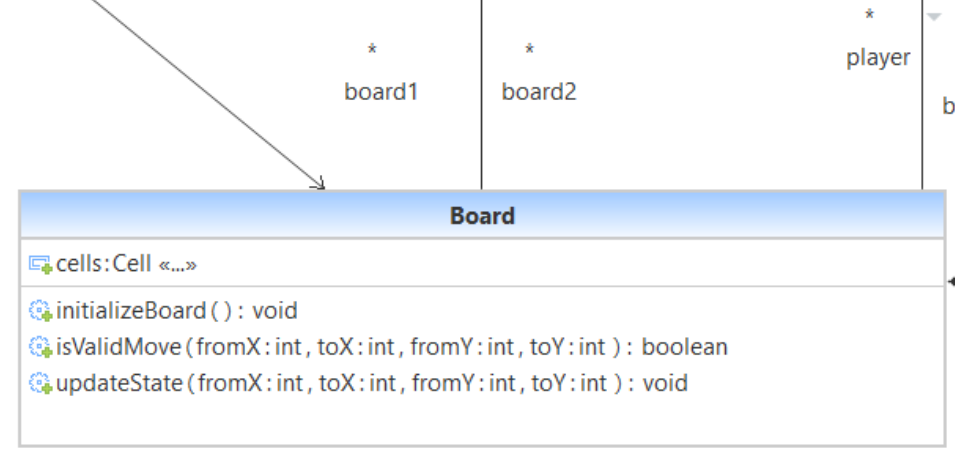 *
player
*
*
board1
board2
b
Board
cells:Cell «...»
initializeBoard ( ) : void
isValidMove ( fromX : int , toX : int , fromY : int , toY : int ) : boolean
updateState ( fromX : int , toX : int , fromY : int , toY : int ) : void